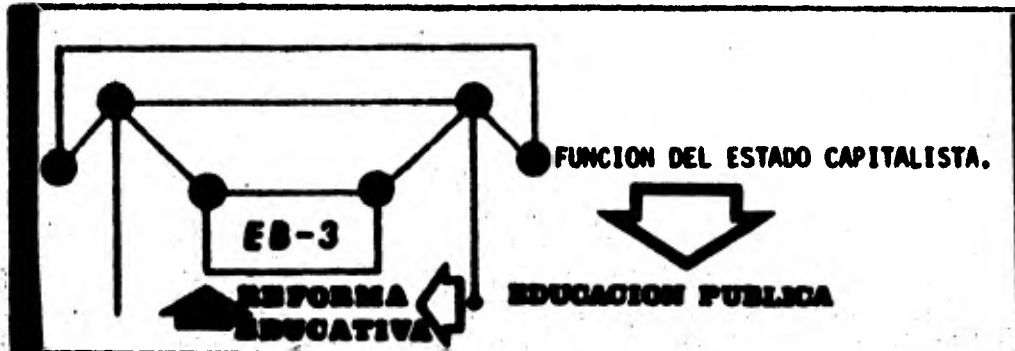 FUNCION DEL ESTADO CAPITALISTA.
EB-3
REFORMA
EDUCATIVA
EDUCACION PUBLICA